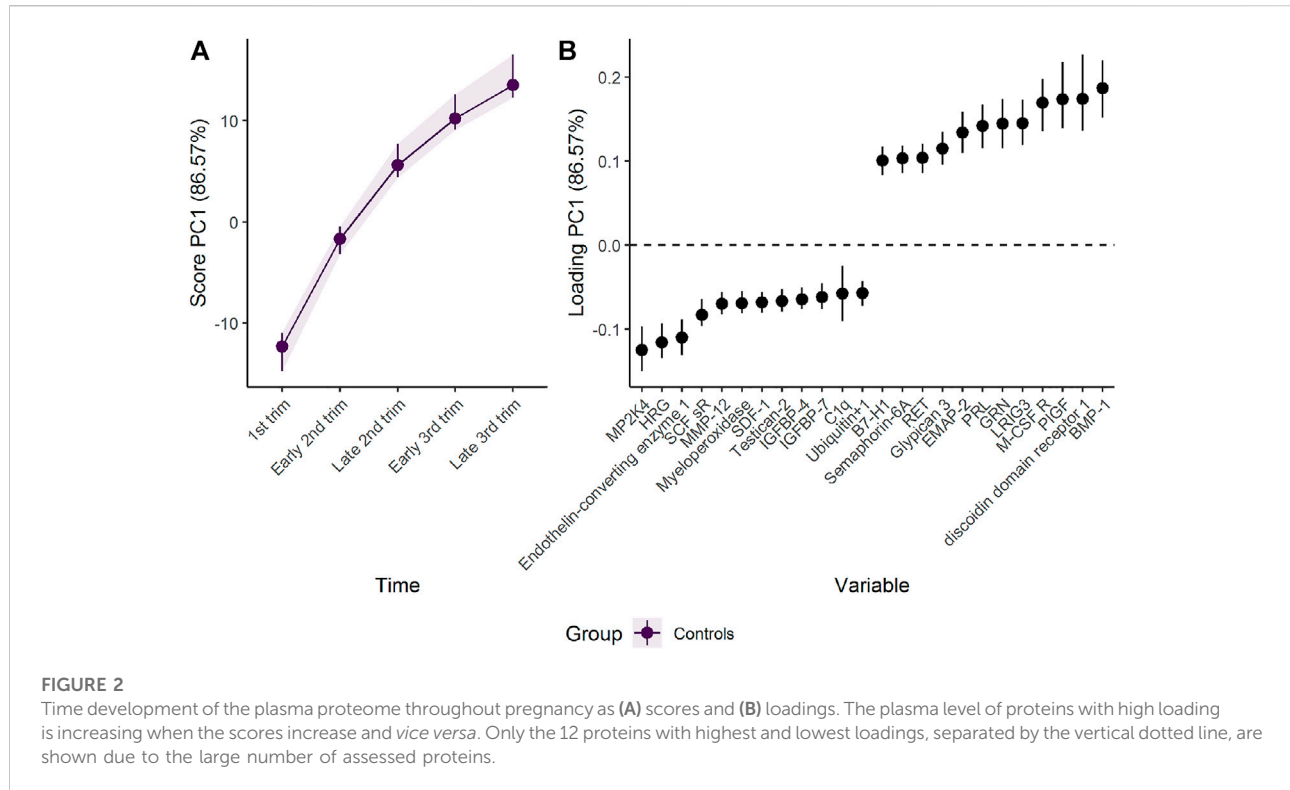 A
B
Score PC1 (86.57%)
10
0
-10
1st trim
Early 2nd trim
Late 2nd trim
Early 3rd trim
Late 3rd trim
Time
Loading PC1 (86.57%)
0.2
0.1
0.0
-0.1
MP2K4
HRG
Endothelin-converting enzyme 1
SCF sR
MMP-12
Myeloperoxidase
SDF-1
Testican-2
IGFBP-4
IGFBP-7
C1q
Ubiquitin+1
B7-H1
Semaphorin-6A
RET
Glypican 3
EMAP-2
PRL
GRN
LRIG3
M-CSF R
PIGF
discoidin domain receptor 1
BMP-1
Variable
Group Controls
FIGURE 2
Time development of the plasma proteome throughout pregnancy as (A) scores and (B) loadings. The plasma level of proteins with high loading
is increasing when the scores increase and vice versa. Only the 12 proteins with highest and lowest loadings, separated by the vertical dotted line, are
shown due to the large number of assessed proteins.